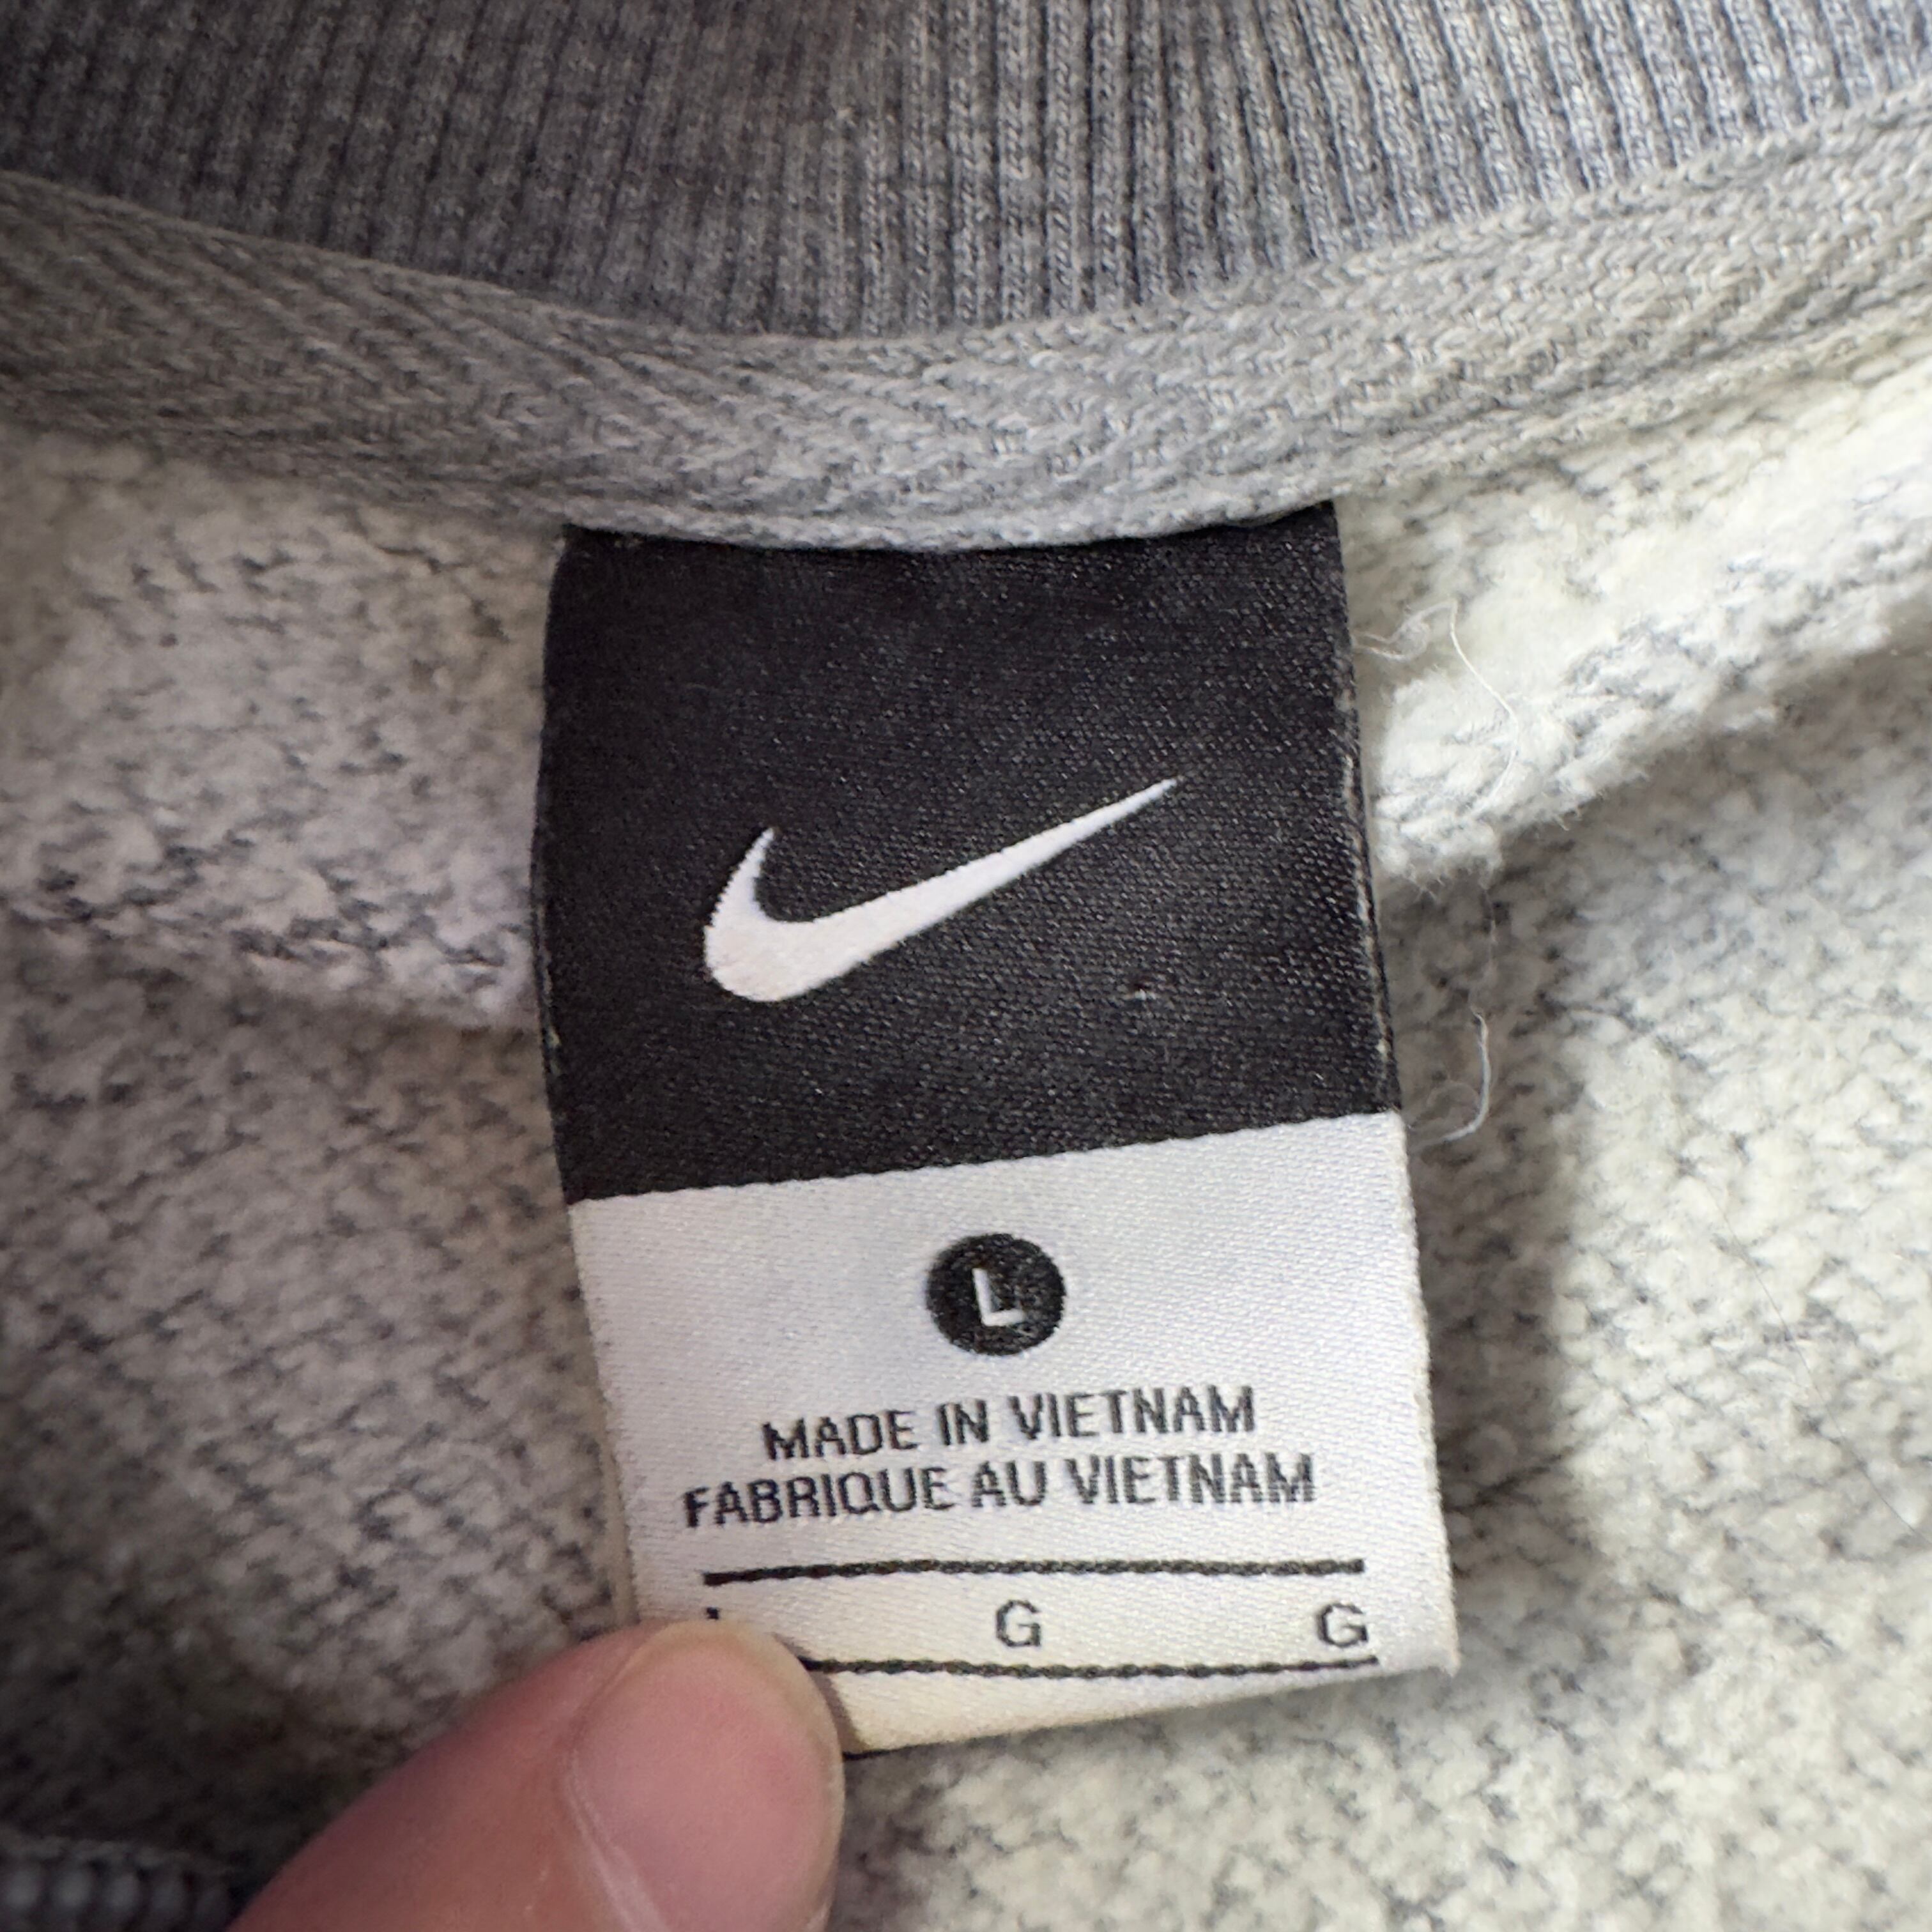 L
MADE IN VIETNAM
FABRIQUE AU VIETNAM
G G